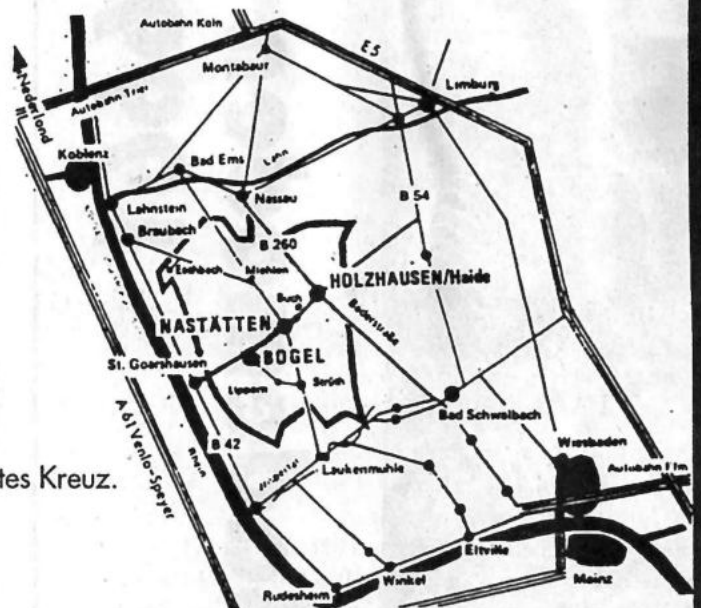 Autobahn Köln
E5
Montabaur
Limburg
Nederland
Autobahn Trier
Koblenz
Bad Ems
Lahn
Lahnstein
Nassau
B 54
Braubach
B 260
Eschbach
Miehlen
HOLZHAUSEN/Haide
Buch
Bäderstraße
NASTÄTTEN
BOGEL
St. Goarshausen
Lipporn
Strüth
A 61 Venlo-Speyer
B 42
Rhein
Bad Schwalbach
Wiesbaden
Laukenmühle
Autobahn Ffm
tes Kreuz.
Eltville
Winkel
Rüdesheim
Mainz